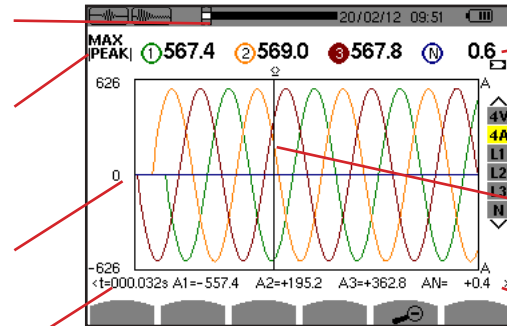 20/02/12 09:51
MAX
|PEAK| 1 567.4 2 569.0 3 567.8 N 0.6
626
A
4V
4A
L1
0
L2
L3
N
-626
A
<t=000.032s A1=-557.4 A2=+195.2 A3=+362.8 AN= +0.4